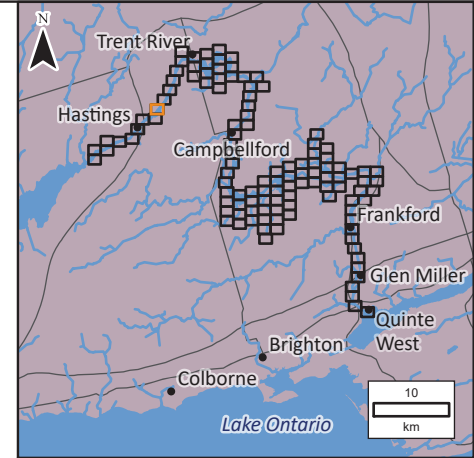 N
Trent River
Hastings
Campbellford
Frankford
Glen Miller
Quinte
West
Brighton
Colborne
10
km
Lake Ontario